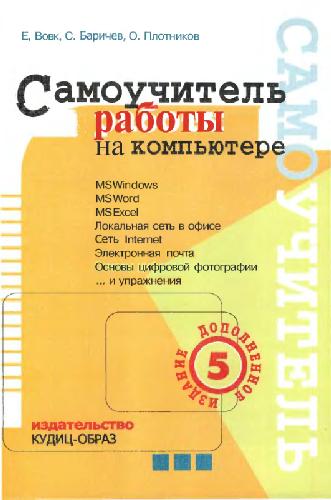 Е. Вовк, С. Баричев, О. Плотников
Самоучитель
работы
на компьютере
MS Windows
MS Word
MS Excel
Локальная сеть в офисе
Сеть Internet
Электронная почта
Основы цифровой фотографии
... и упражнения
САМОУЧИТЕЛЬ
ДОПОЛНЕННОЕ
5
ИЗДАНИЕ
издательство
КУДИЦ-ОБРАЗ